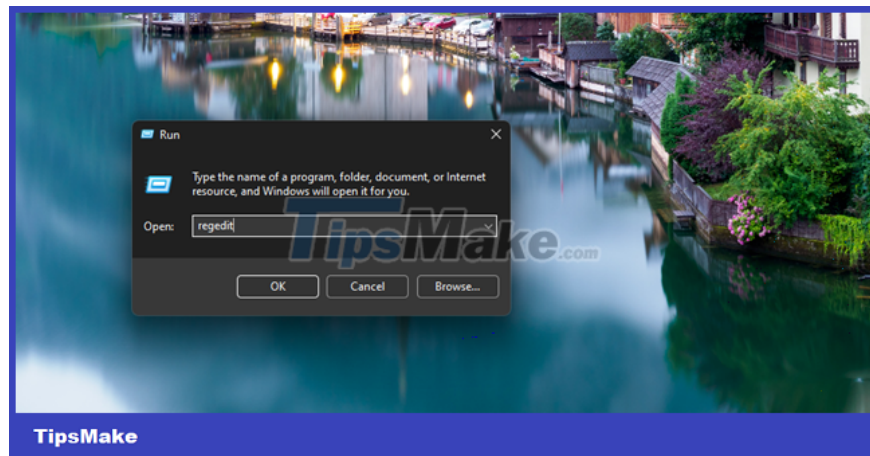 Run
Type the name of a program, folder, document, or Internet
resource, and Windows will open it for you.
Open:
regedit
TipsMake.com
OK
Cancel
Browse...
TipsMake